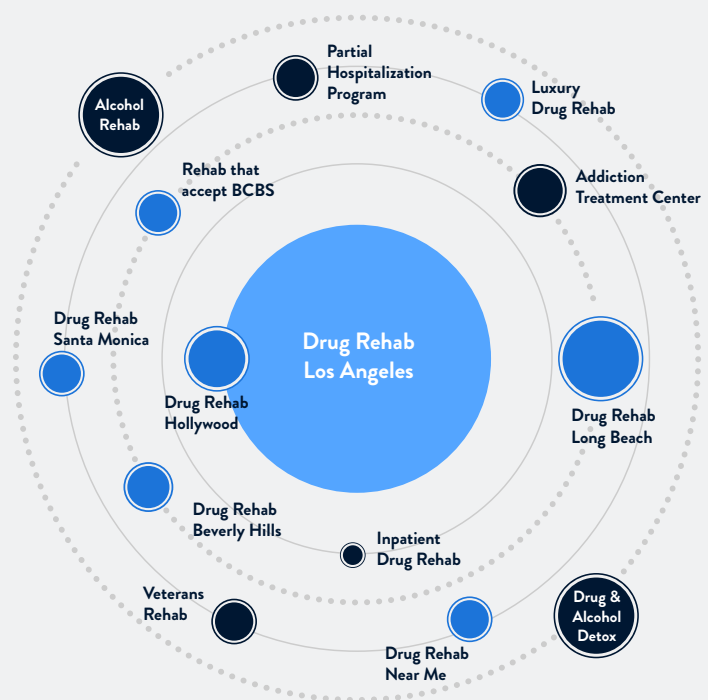 Partial
Hospitalization
Program
Luxury
Drug Rehab
Alcohol
Rehab
Rehab that
accept BCBS
Addiction
Treatment Center
Drug Rehab
Santa Monica
Drug Rehab
Los Angeles
Drug Rehab
Hollywood
Drug Rehab
Long Beach
Drug Rehab
Beverly Hills
Inpatient
Drug Rehab
Veterans
Rehab
Drug &
Alcohol
Detox
Drug Rehab
Near Me